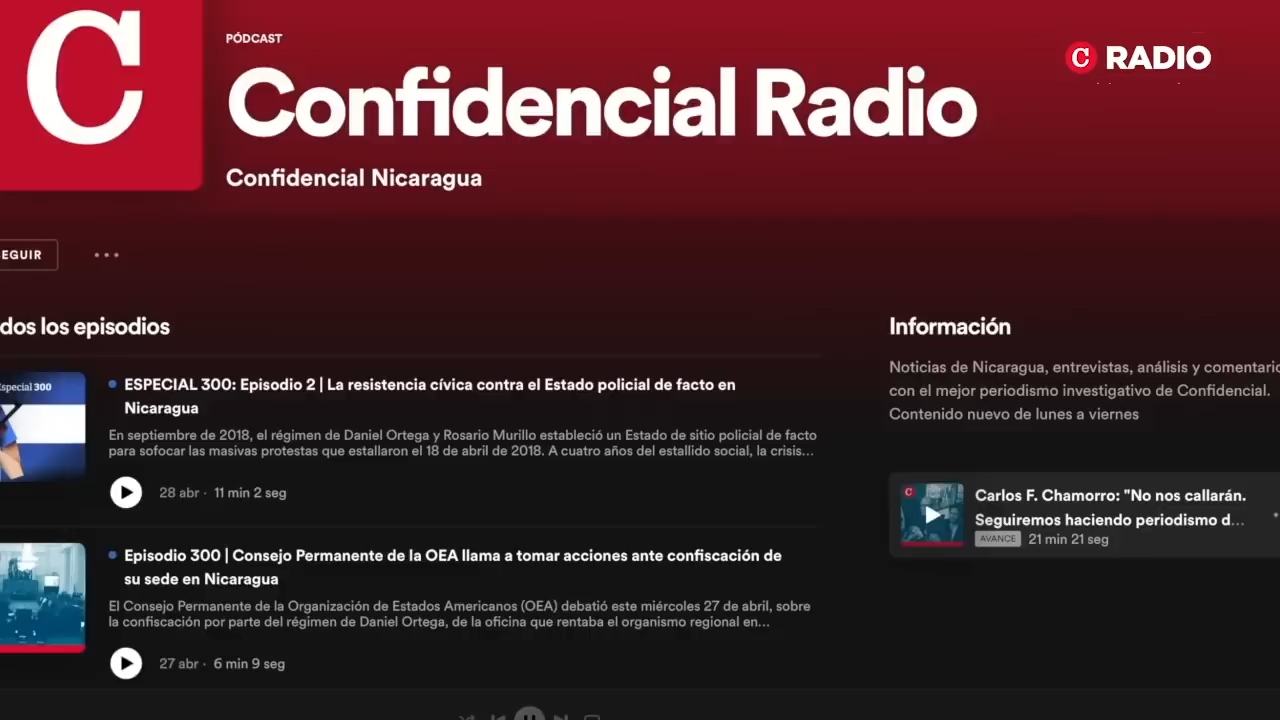 C
PÓDCAST
Confidencial Radio
Confidencial Nicaragua
C RADIO
EGUIR
dos los episodios
Especial 300
ESPECIAL 300: Episodio 2 | La resistencia cívica contra el Estado policial de facto en
Nicaragua
En septiembre de 2018, el régimen de Daniel Ortega y Rosario Murillo estableció un Estado de sitio policial de facto
para sofocar las masivas protestas que estallaron el 18 de abril de 2018. A cuatro años del estallido social, la crisis...
28 abr · 11 min 2 seg
Episodio 300 | Consejo Permanente de la OEA llama a tomar acciones ante confiscación de
su sede en Nicaragua
El Consejo Permanente de la Organización de Estados Americanos (OEA) debatió este miércoles 27 de abril, sobre
la confiscación por parte del régimen de Daniel Ortega, de la oficina que rentaba el organismo regional en...
27 abr · 6 min 9 seg
Información
Noticias de Nicaragua, entrevistas, análisis y comentario
con el mejor periodismo investigativo de Confidencial.
Contenido nuevo de lunes a viernes
C
Carlos F. Chamorro: "No nos callarán.
Seguiremos haciendo periodismo d...
AVANCE 21 min 21 seg